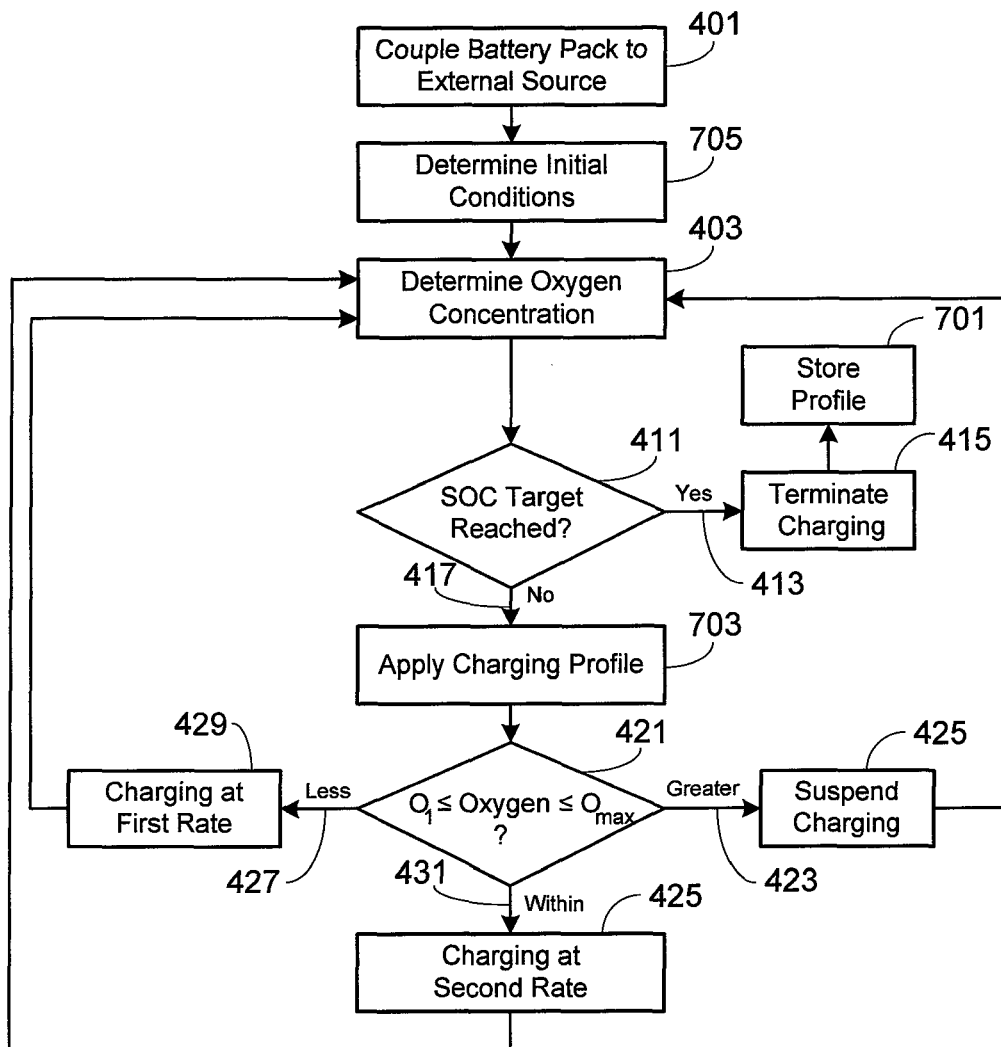 401
Couple Battery Pack to
External Source
705
Determine Initial
Conditions
403
Determine Oxygen
Concentration
701
Store
Profile
411
415
SOC Target
Reached?
Yes
Terminate
Charging
413
417
No
703
Apply Charging Profile
429
421
425
Charging at
First Rate
Less
O1 ≤ Oxygen ≤ Omax
?
Greater
Suspend
Charging
427
431
423
Within
425
Charging at
Second Rate